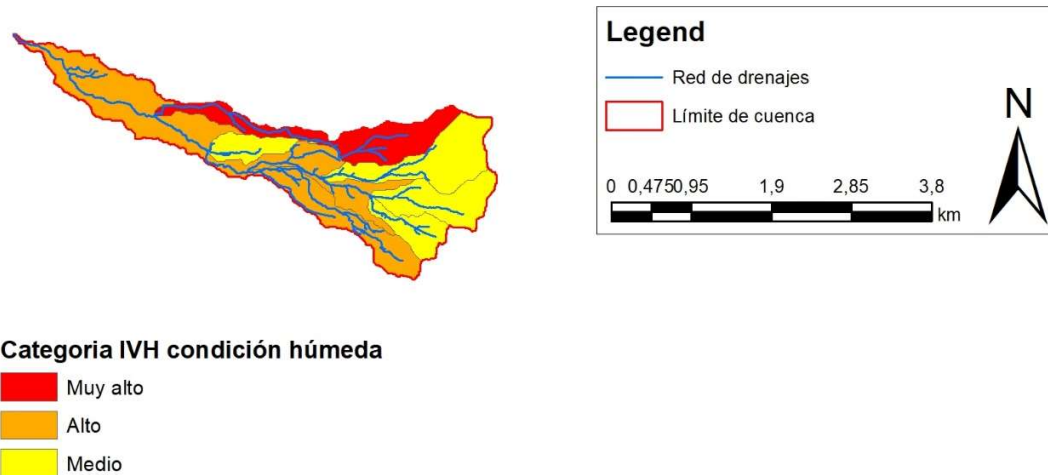 Legend
Red de drenajes
Límite de cuenca
N
0 0,4750,95 1,9 2,85 3,8
km
Categoria IVH condición húmeda
Muy alto
Alto
Medio